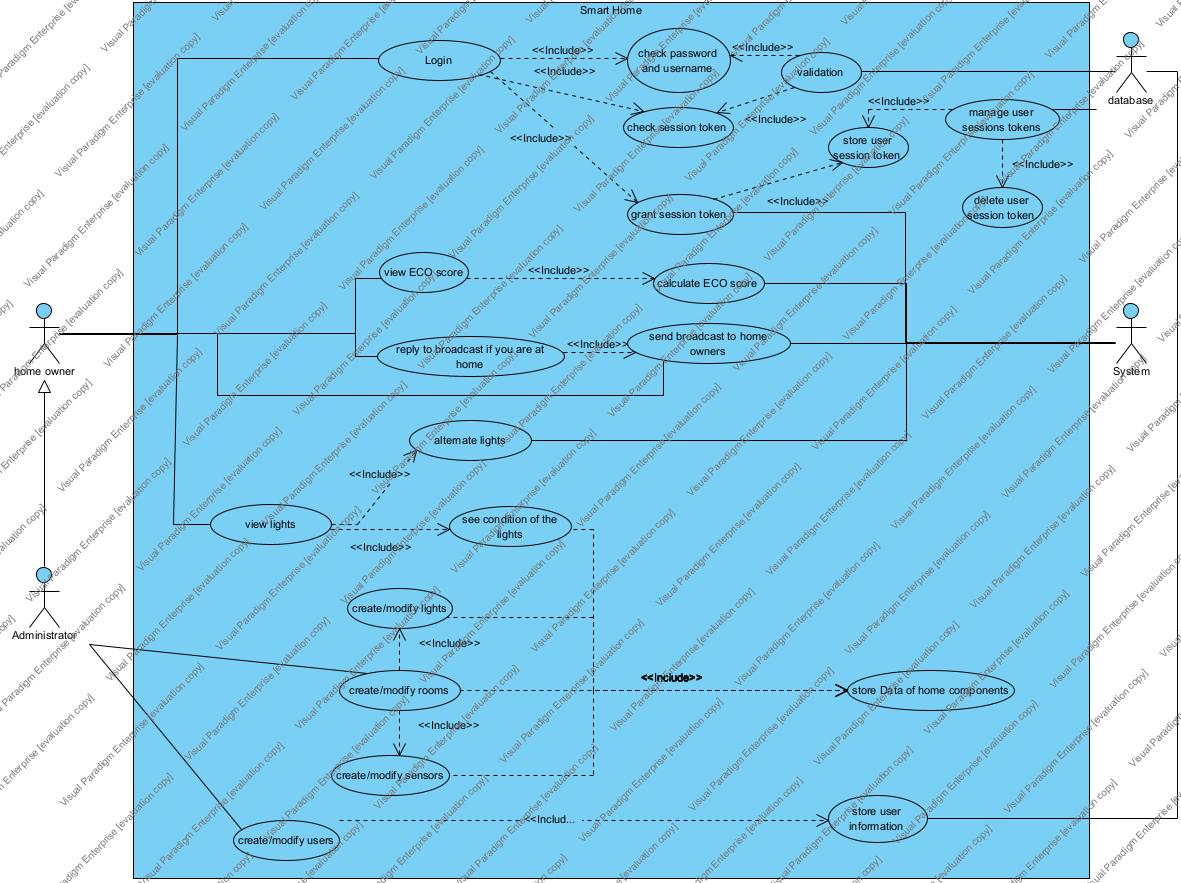 Smart Home
Login
<<Include>>
<<Include>>
<<Include>>
check password
and username
<<Include>>
validation
check session token
<<Include>>
<<Include>>
manage user
sessions tokens
database
store user
session token
<<Include>>
delete user
session token
grant session token
<<Include>>
view ECO score
<<Include>>
calculate ECO score
reply to broadcast if you are at
home
<<Include>>
send broadcast to home
owners
home owner
System
alternate lights
<<Include>>
view lights
<<Include>>
see condition of the
lights
Administrator
create/modify lights
<<Include>>
create/modify rooms
<<Include>>
store Data of home components
<<Include>>
create/modify sensors
create/modify users
<<Includ...
store user
information
Visual Paradigm Enterprise [evaluation copy]